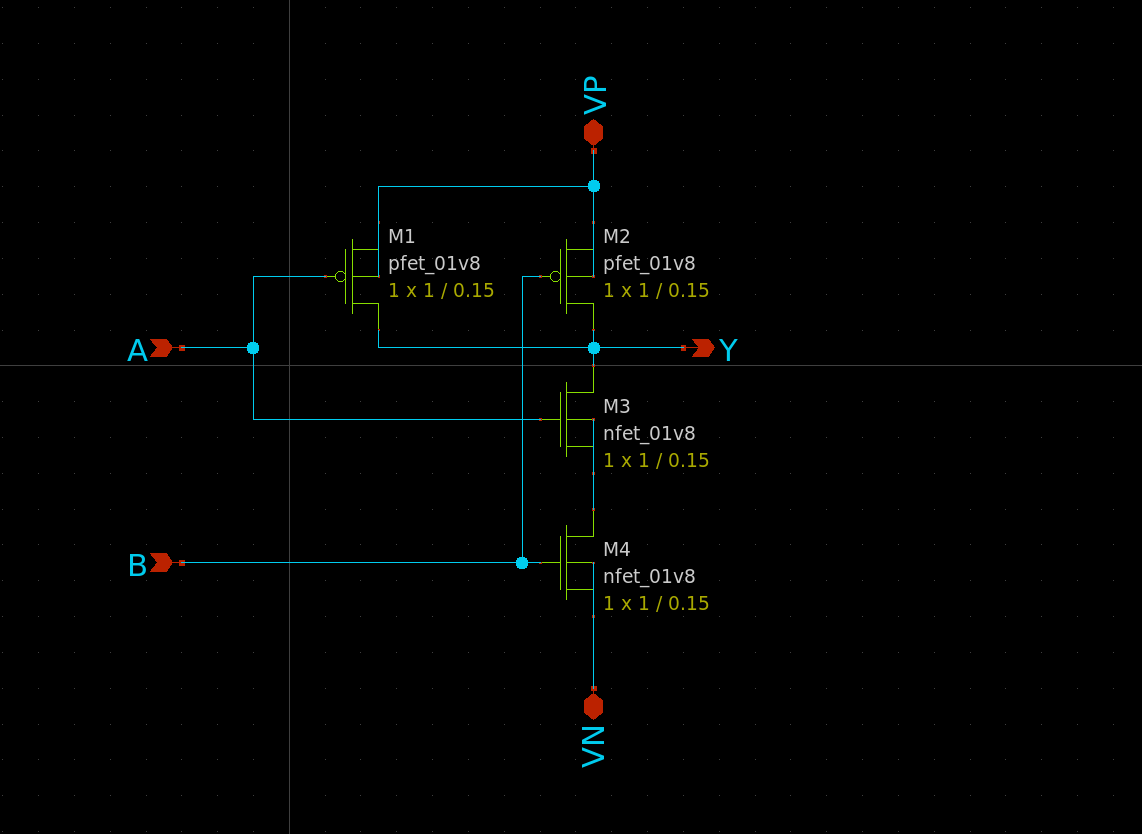 VP
M1
pfet_01v8
1 x 1 / 0.15
M2
pfet_01v8
1 x 1 / 0.15
A
Y
M3
nfet_01v8
1 x 1 / 0.15
B
M4
nfet_01v8
1 x 1 / 0.15
VN